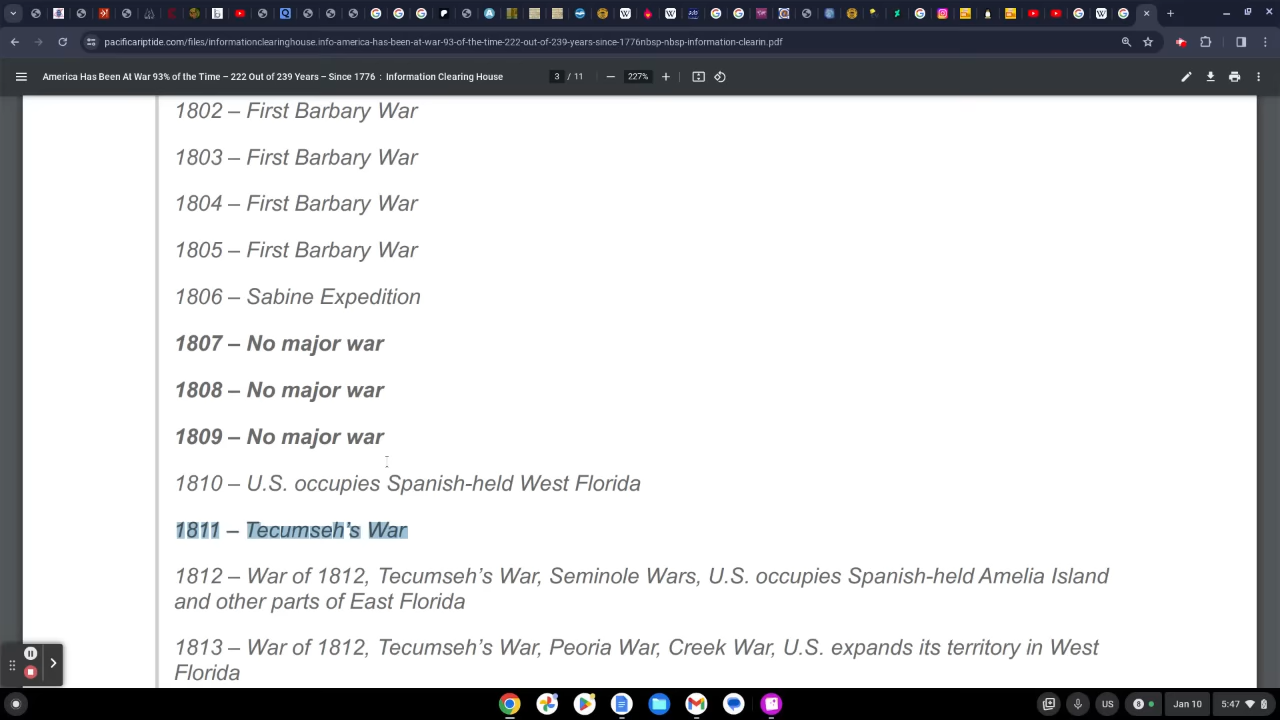 pacificariptide.com/files/informationclearinghouse.info-america-has-been-at-war-93-of-the-time-222-out-of-239-years-since-1776nbsp-nbsp-information-clearin.pdf
America Has Been At War 93% of the Time – 222 Out of 239 Years – Since 1776 : Information Clearing House
3 / 11
227%
1802 – First Barbary War
1803 – First Barbary War
1804 – First Barbary War
1805 – First Barbary War
1806 – Sabine Expedition
1807 – No major war
1808 – No major war
1809 – No major war
1810 – U.S. occupies Spanish-held West Florida
1811 – Tecumseh's War
1812 – War of 1812, Tecumseh's War, Seminole Wars, U.S. occupies Spanish-held Amelia Island
and other parts of East Florida
1813 – War of 1812, Tecumseh's War, Peoria War, Creek War, U.S. expands its territory in West
Florida
US
8
Jan 10
5:47